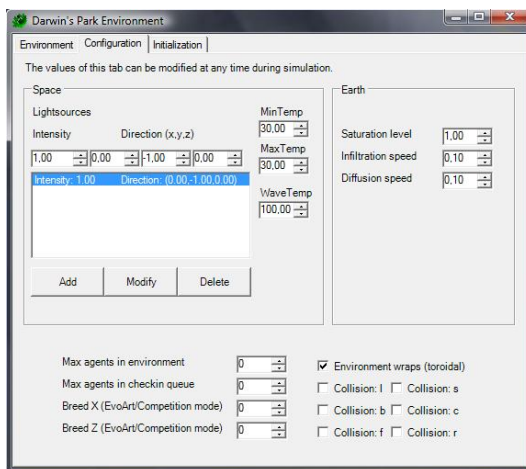 Darwin's Park Environment
Environment Configuration Initialization
The values of this tab can be modified at any time during simulation.
Space
Lightsources
Intensity Direction (x,y,z)
1,00 0,00 -1,00 0,00
Intensity: 1.00 Direction: (0.00,-1.00,0.00)
Add Modify Delete
MinTemp
30,00
MaxTemp
30,00
WaveTemp
100,00
Earth
Saturation level 1,00
Infiltration speed 0,10
Diffusion speed 0,10
Max agents in environment 0
Max agents in checkin queue 0
Breed X (EvoArt/Competition mode) 0
Breed Z (EvoArt/Competition mode) 0
Environment wraps (toroidal)
Collision: l Collision: s
Collision: b Collision: c
Collision: f Collision: r